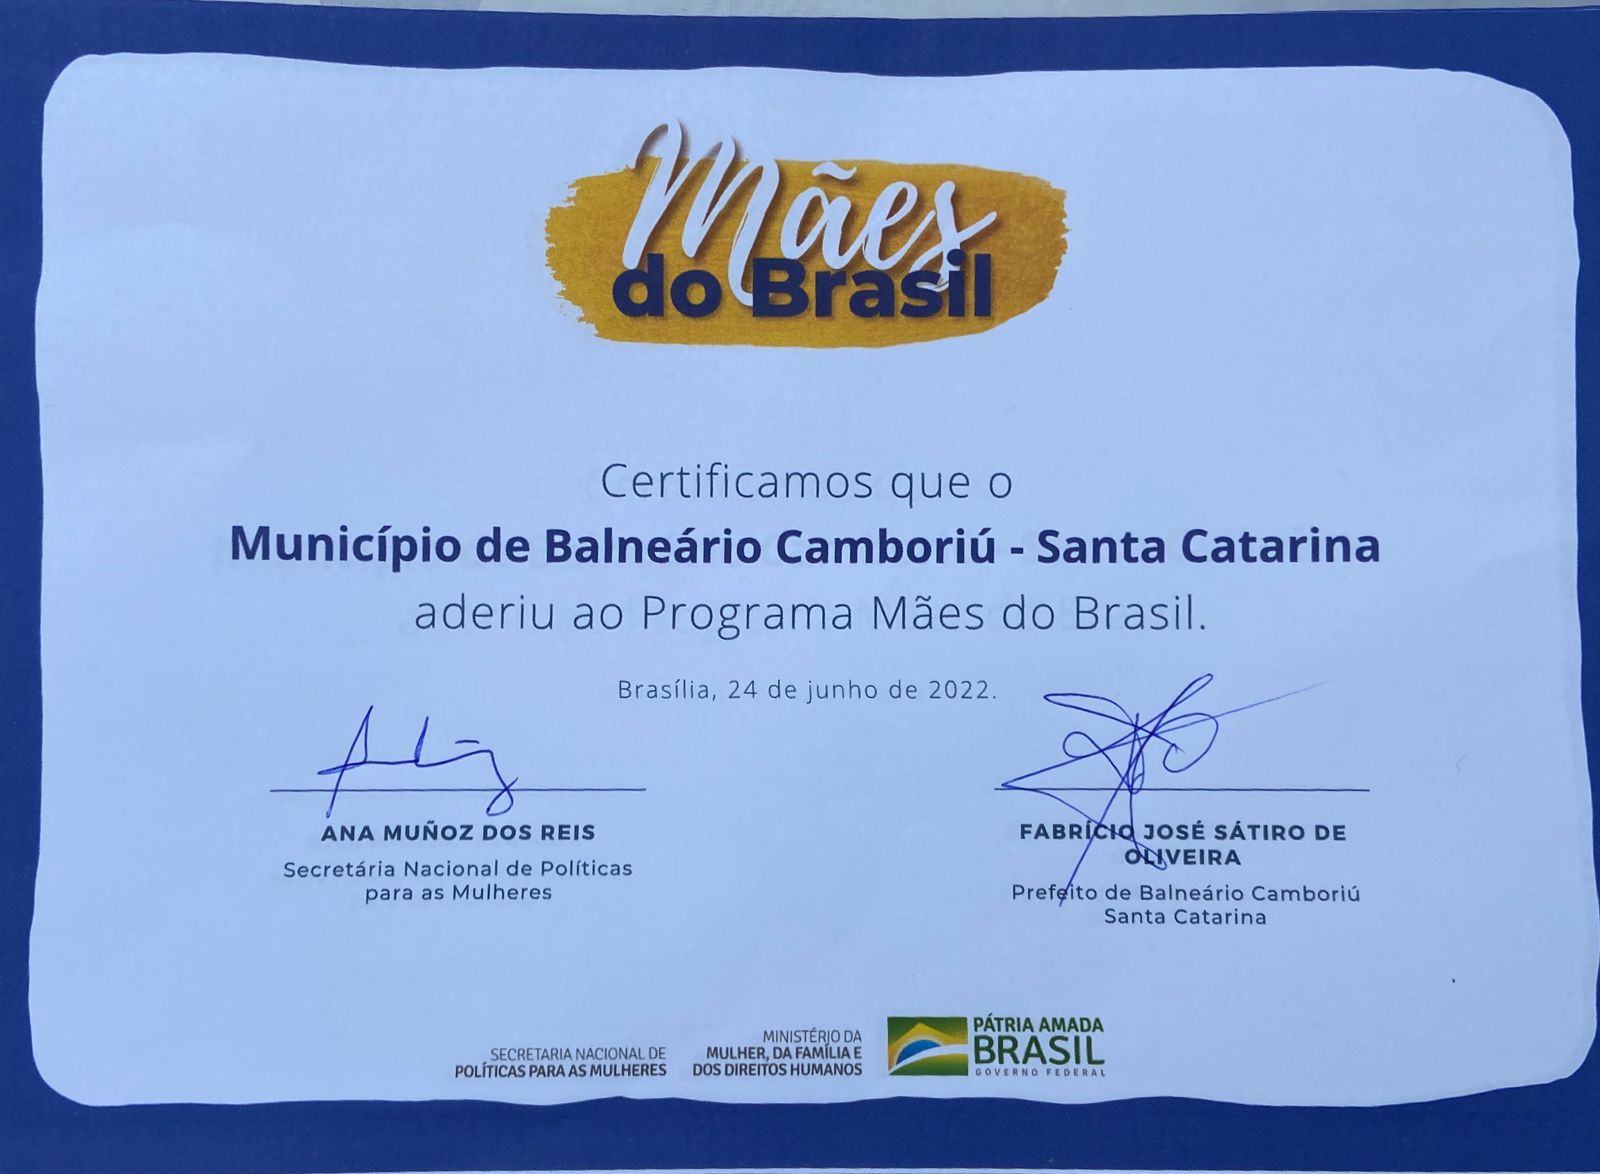 Mães
do Brasil
Certificamos que o
Município de Balneário Camboriú - Santa Catarina
aderiu ao Programa Mães do Brasil.
Brasília, 24 de junho de 2022.
ANA MUÑOZ DOS REIS
Secretária Nacional de Políticas
para as Mulheres
FABRÍCIO JOSÉ SÁTIRO DE
OLIVEIRA
Prefeito de Balneário Camboriú
Santa Catarina
SECRETARIA NACIONAL DE
POLÍTICAS PARA AS MULHERES
MINISTÉRIO DA
MULHER, DA FAMÍLIA E
DOS DIREITOS HUMANOS
PÁTRIA AMADA
BRASIL
GOVERNO FEDERAL